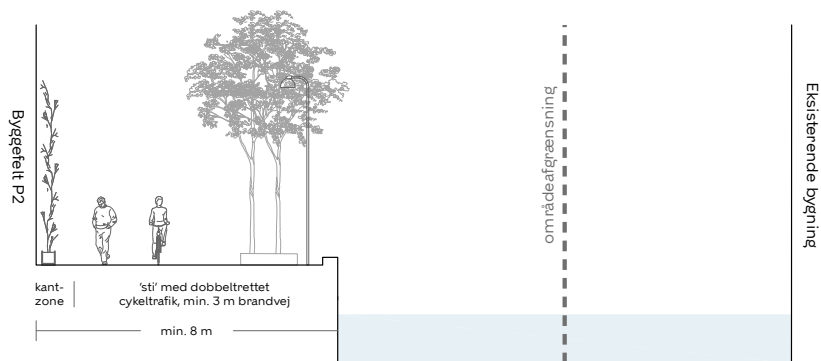 Byggefelt P2
områdeafgrænsning
Eksisterende bygning
kant-
zone
'sti' med dobbeltrettet
cykeltrafik, min. 3 m brandvej
min. 8 m